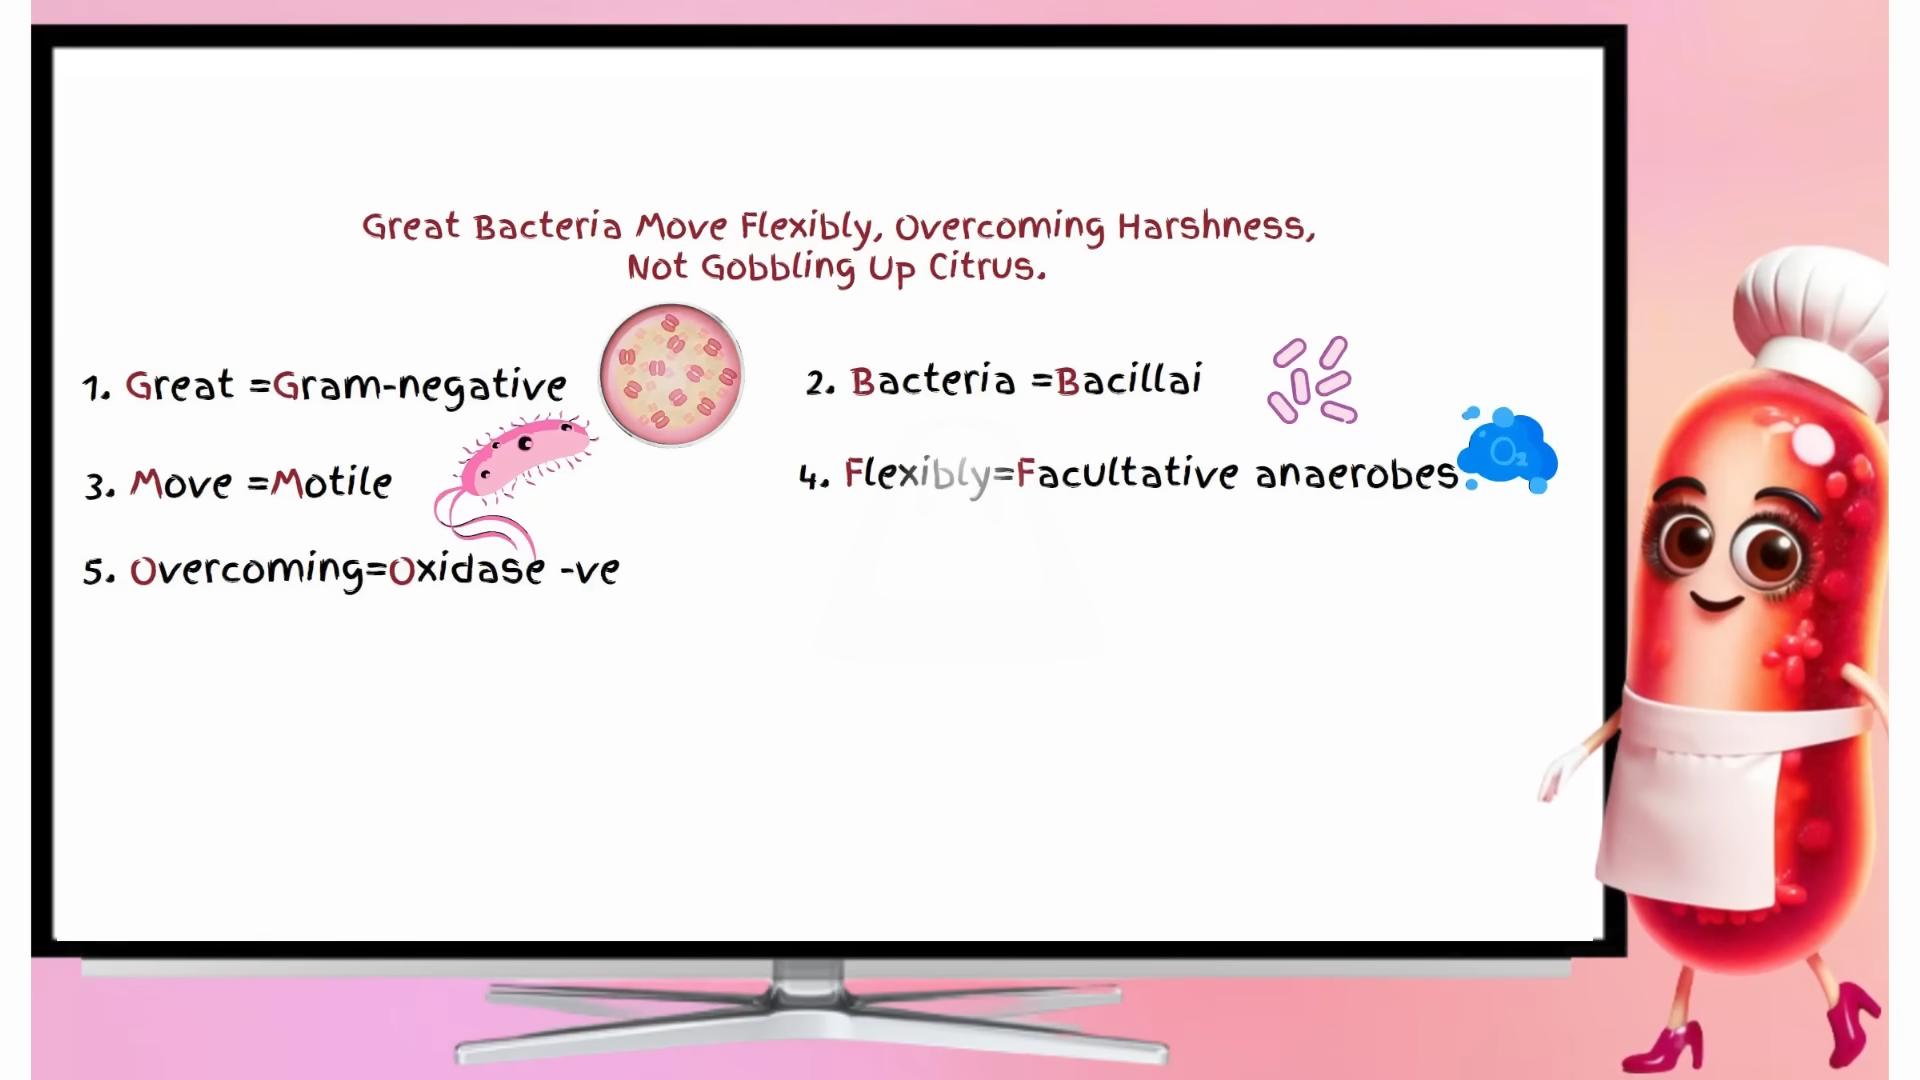 Great Bacteria Move Flexibly, Overcoming Harshness,
Not Gobbling Up Citrus.
1. Great =Gram-negative
2. Bacteria =Bacillai
3. Move =Motile
4. Flexibly=Facultative anaerobes
O2
5. Overcoming=Oxidase -ve